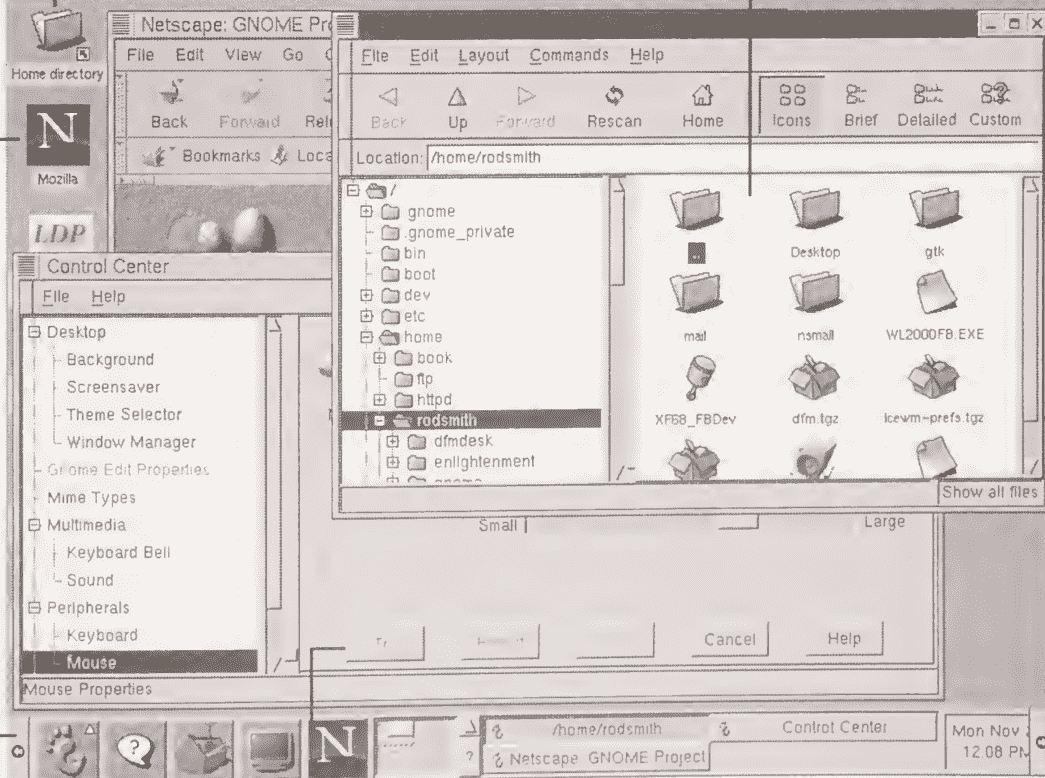 Netscape: GNOME Pr
Home directory
File Edit View Go
Back Forward
Bookmarks Loca
N
Mozilla
LDP
File Edit Layout Commands Help
Back Up Forward Rescan Home Icons Brief Detailed Custom
Location: /home/rodsmith
/
gnome
.gnome_private
bin
boot
dev
etc
home
book
ftp
httpd
rodsmith
dfmdesk
enlightenment
gnome
.. Desktop gtk
mail nsmail WL2000FB.EXE
XF68_FBDev dfm.tgz icewm-prefs.tgz
Show all files
Control Center
File Help
Desktop
Background
Screensaver
Theme Selector
Window Manager
Gnome Edit Properties
Mime Types
Multimedia
Keyboard Bell
Sound
Peripherals
Keyboard
Mouse
Small Large
Cancel Help
Mouse Properties
N
?
/home/rodsmith Control Center
Netscape GNOME Project
Mon Nov
12:08 PM